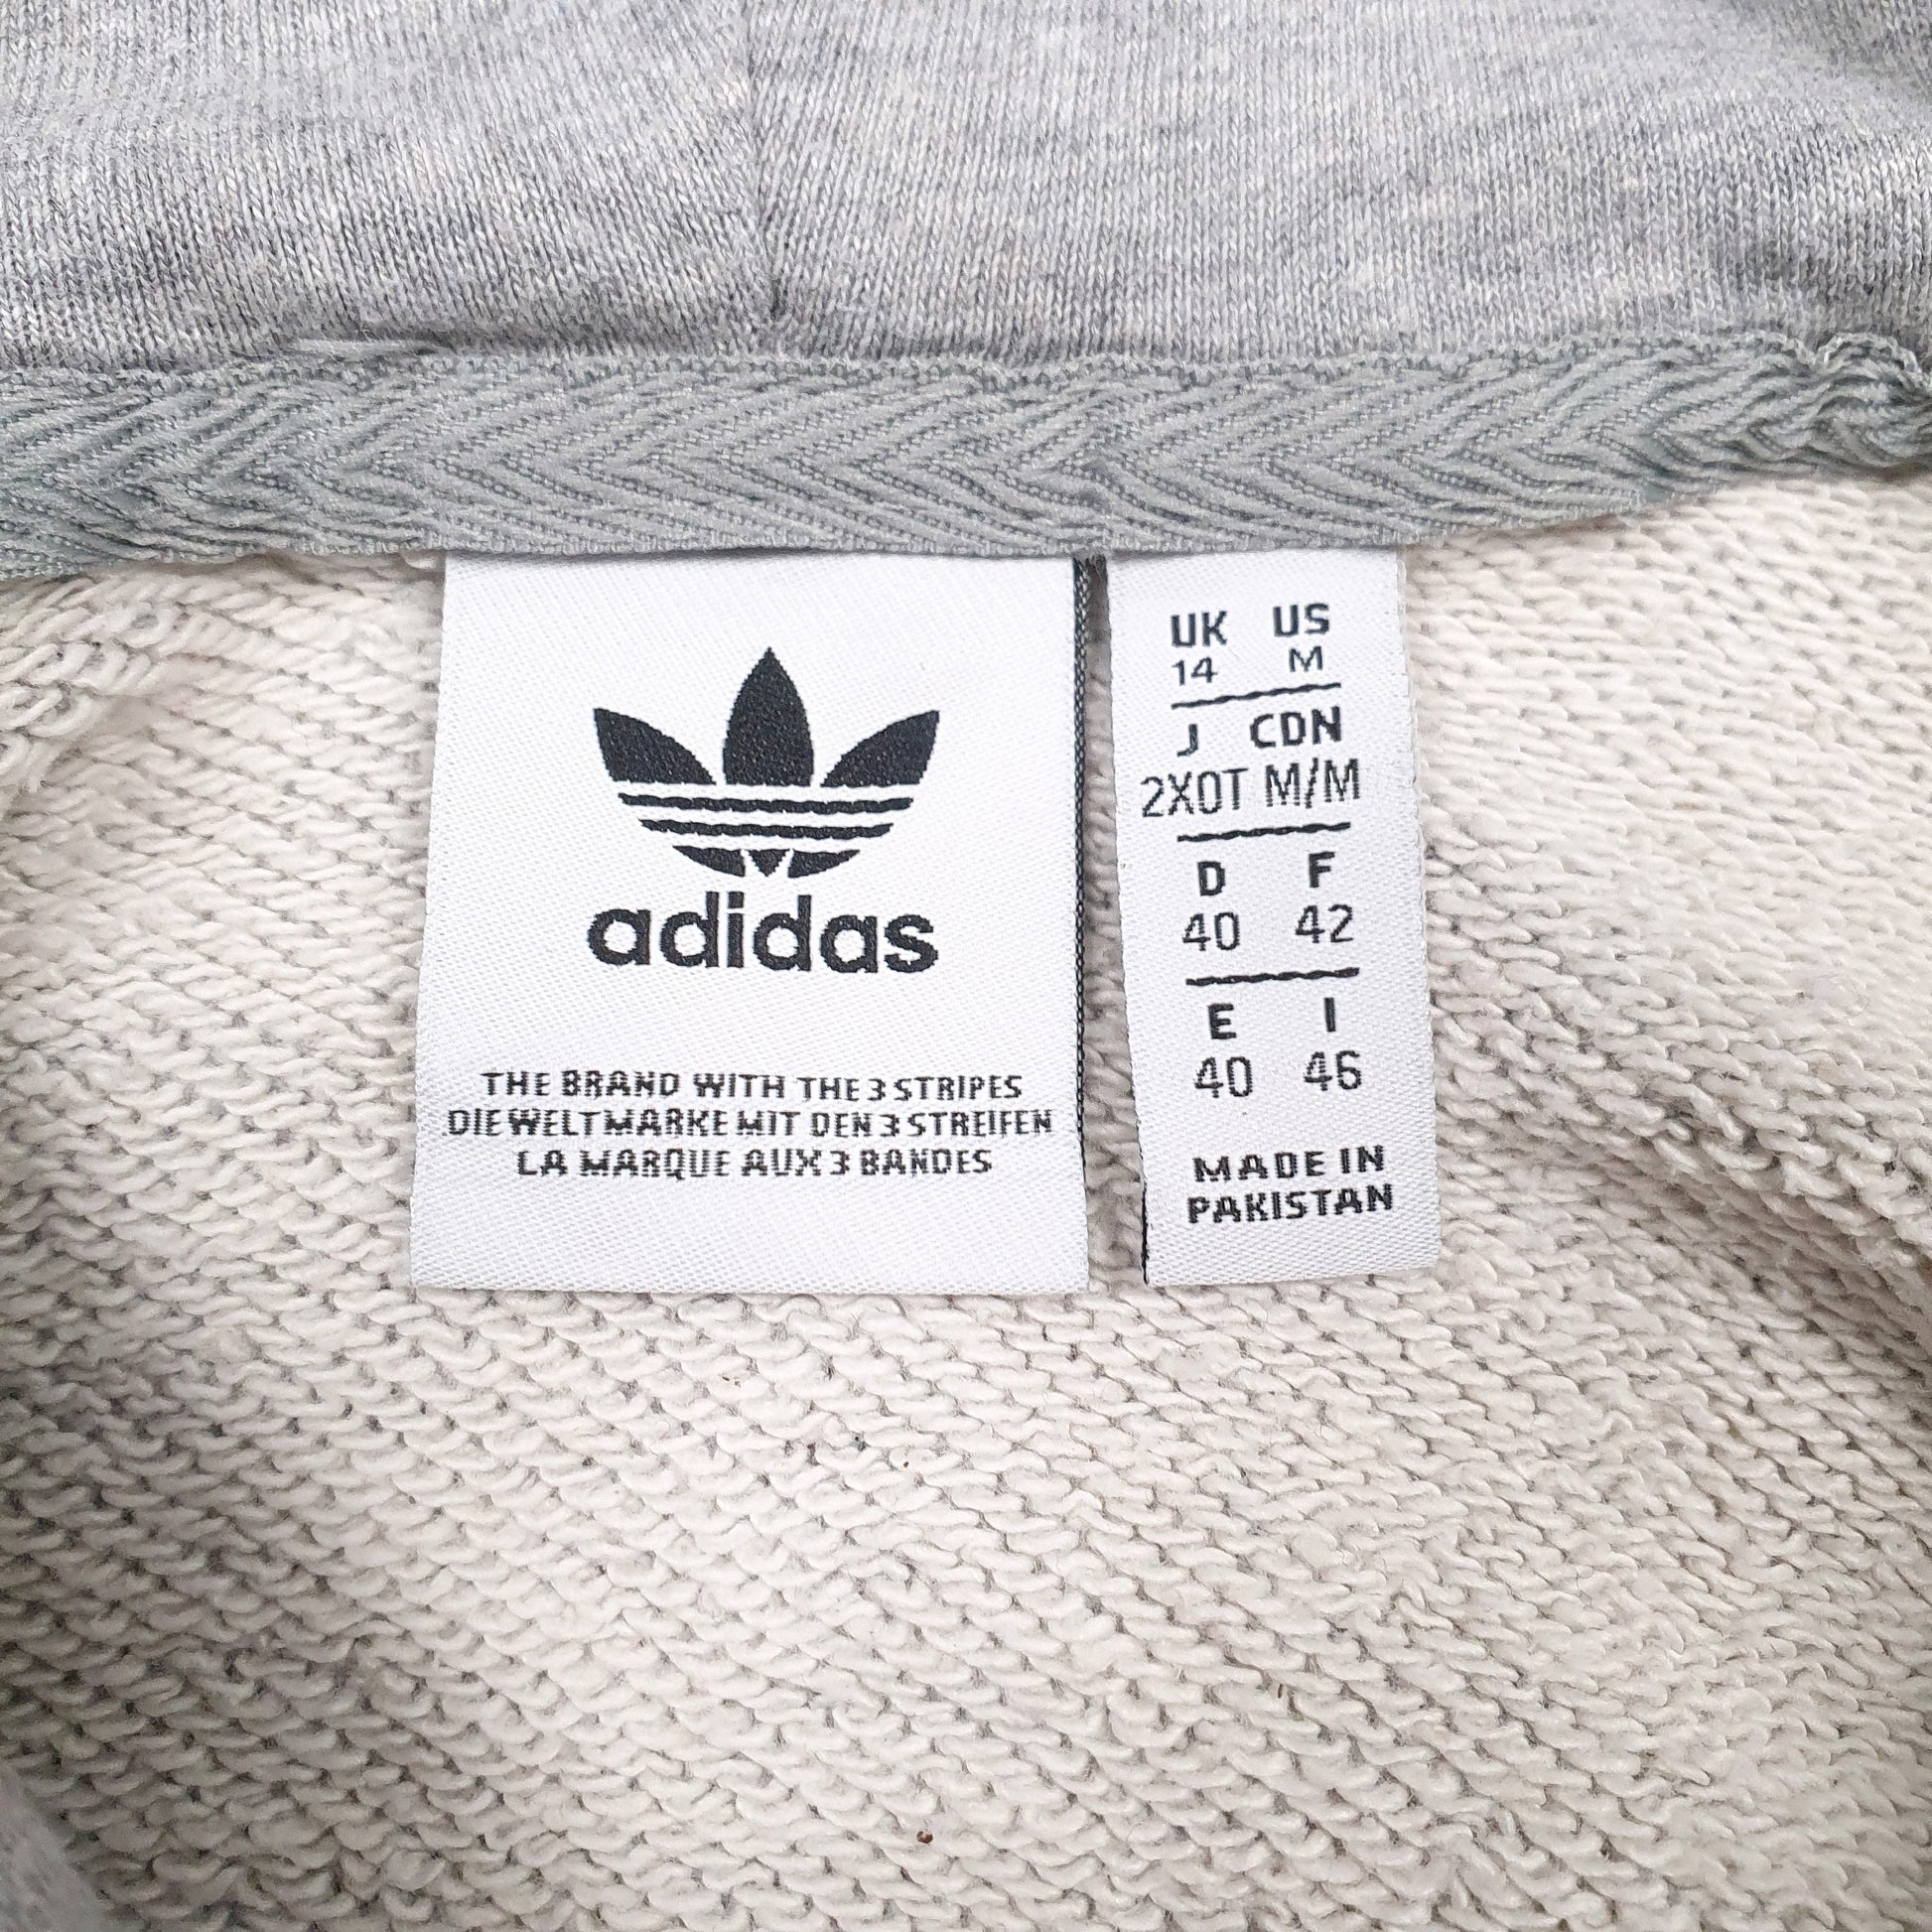 adidas
THE BRAND WITH THE 3 STRIPES
DIE WELTMARKE MIT DEN 3 STREIFEN
LA MARQUE AUX 3 BANDES
UK US
14 M
J CDN
2XOT M/M
D F
40 42
E I
40 46
MADE IN
PAKISTAN